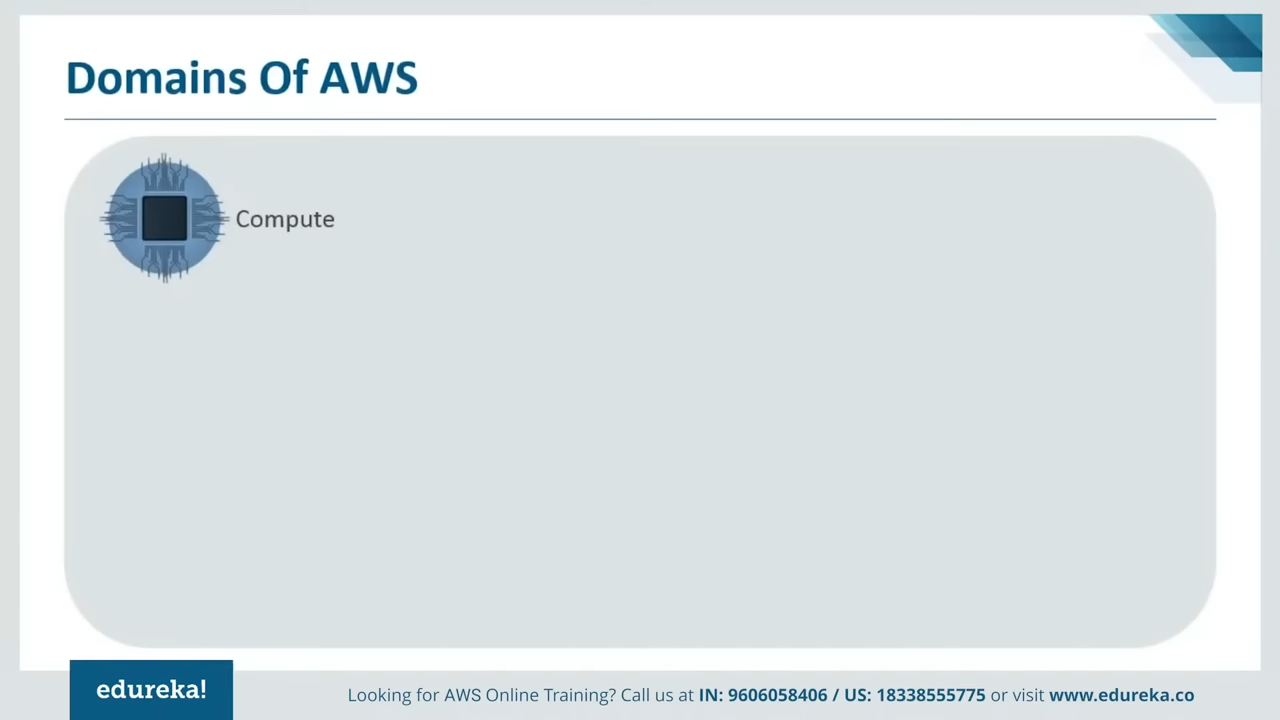 Domains Of AWS
Compute
edureka!
Looking for AWS Online Training? Call us at IN: 9606058406 / US: 18338555775 or visit www.edureka.co